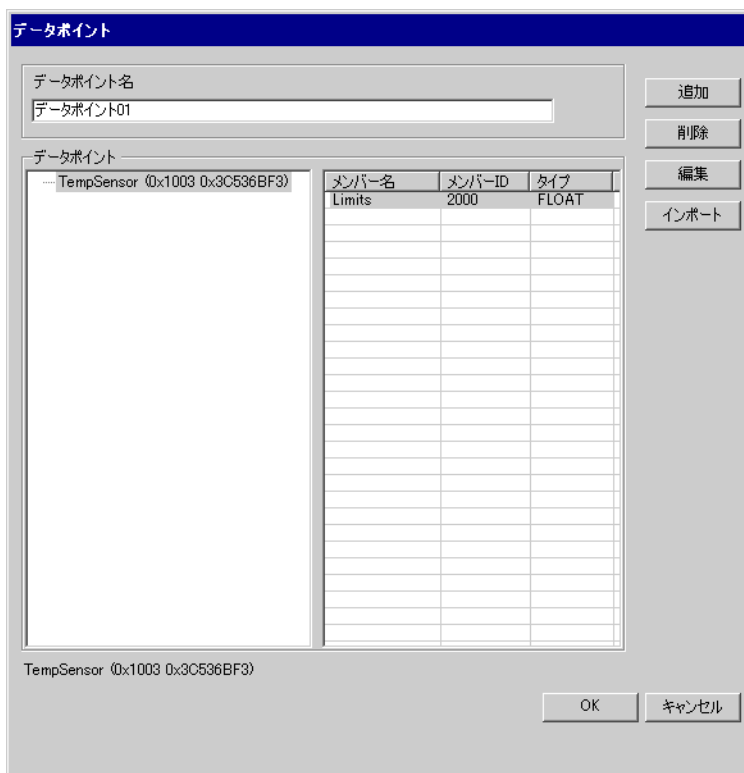 データポイント
データポイント名
データポイント01
データポイント
TempSensor (0x1003 0x3C536BF3)
メンバー名 メンバーID タイプ
Limits 2000 FLOAT
追加
削除
編集
インポート
TempSensor (0x1003 0x3C536BF3)
OK キャンセル